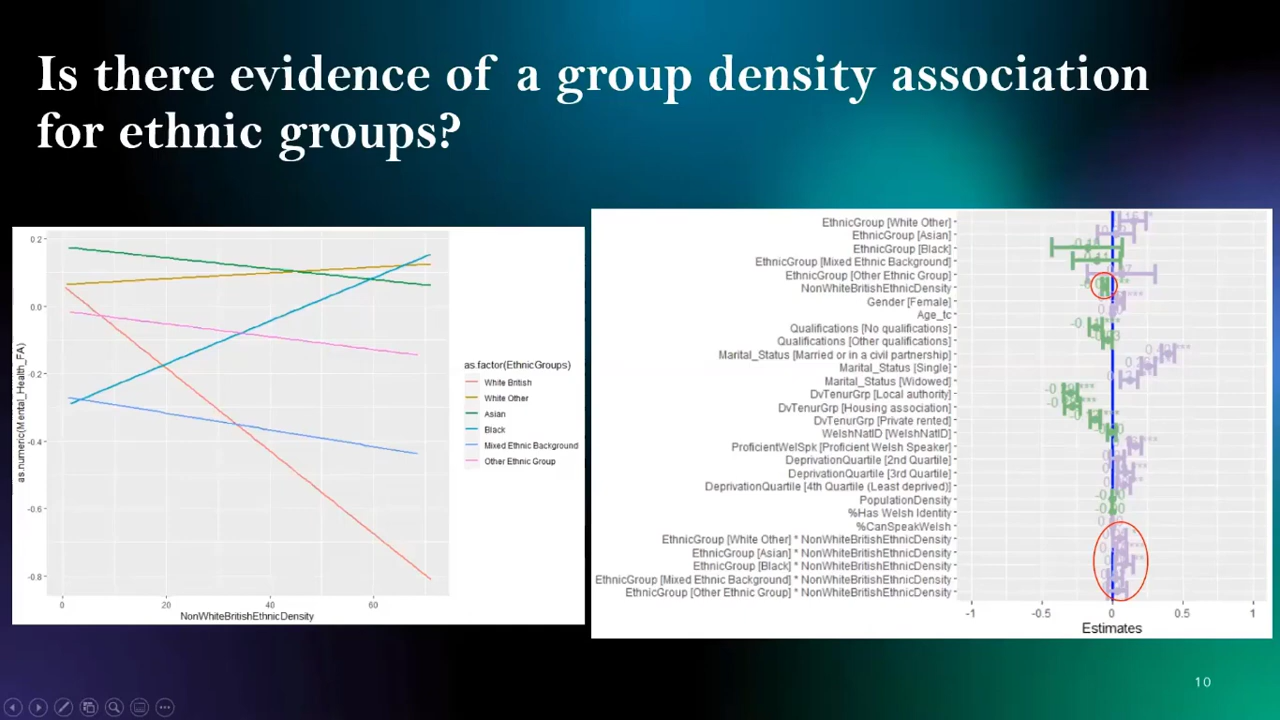 Is there evidence of a group density association
for ethnic groups?
0.2
0.0
-0.2
-0.4
-0.6
-0.8
as.numeric(Mental_Health_FA)
0
20
40
60
NonWhiteBritishEthnicDensity
as.factor(EthnicGroups)
White British
White Other
Asian
Black
Mixed Ethnic Background
Other Ethnic Group
EthnicGroup [White Other]
EthnicGroup [Asian]
EthnicGroup [Black]
EthnicGroup [Mixed Ethnic Background]
EthnicGroup [Other Ethnic Group]
NonWhiteBritishEthnicDensity
Gender [Female]
Age_tc
Qualifications [No qualifications]
Qualifications [Other qualifications]
Marital_Status [Married or in a civil partnership]
Marital_Status [Single]
Marital_Status [Widowed]
DvTenurGrp [Local authority]
DvTenurGrp [Housing association]
DvTenurGrp [Private rented]
WelshNatID [WelshNatID]
ProficientWelSpk [Proficient Welsh Speaker]
DeprivationQuartile [2nd Quartile]
DeprivationQuartile [3rd Quartile]
DeprivationQuartile [4th Quartile (Least deprived)]
PopulationDensity
%Has Welsh Identity
%CanSpeakWelsh
EthnicGroup [White Other] * NonWhiteBritishEthnicDensity
EthnicGroup [Asian] * NonWhiteBritishEthnicDensity
EthnicGroup [Black] * NonWhiteBritishEthnicDensity
EthnicGroup [Mixed Ethnic Background] * NonWhiteBritishEthnicDensity
EthnicGroup [Other Ethnic Group] * NonWhiteBritishEthnicDensity
-1
-0.5
0
0.5
1
Estimates
10